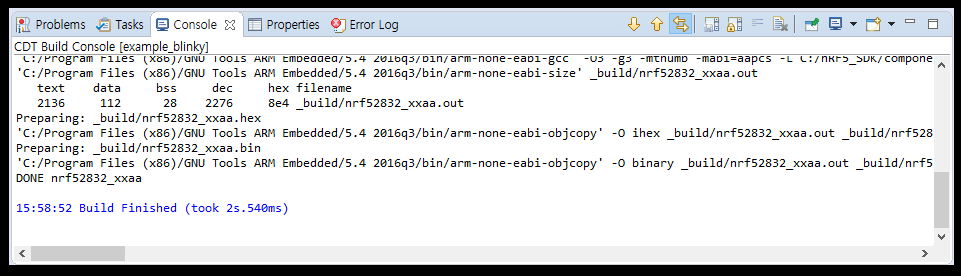 Problems Tasks Console Properties Error Log
CDT Build Console [example_blinky]
'C:/Program Files (x86)/GNU Tools ARM Embedded/5.4 2016q3/bin/arm-none-eabi-gcc' -O3 -g3 -mthumb -mabi=aapcs -L C:/nRF5_SDK/compone
'C:/Program Files (x86)/GNU Tools ARM Embedded/5.4 2016q3/bin/arm-none-eabi-size' _build/nrf52832_xxaa.out
text data bss dec hex filename
2136 112 28 2276 8e4 _build/nrf52832_xxaa.out
Preparing: _build/nrf52832_xxaa.hex
'C:/Program Files (x86)/GNU Tools ARM Embedded/5.4 2016q3/bin/arm-none-eabi-objcopy' -O ihex _build/nrf52832_xxaa.out _build/nrf528
Preparing: _build/nrf52832_xxaa.bin
'C:/Program Files (x86)/GNU Tools ARM Embedded/5.4 2016q3/bin/arm-none-eabi-objcopy' -O binary _build/nrf52832_xxaa.out _build/nrf5
DONE nrf52832_xxaa
15:58:52 Build Finished (took 2s.540ms)